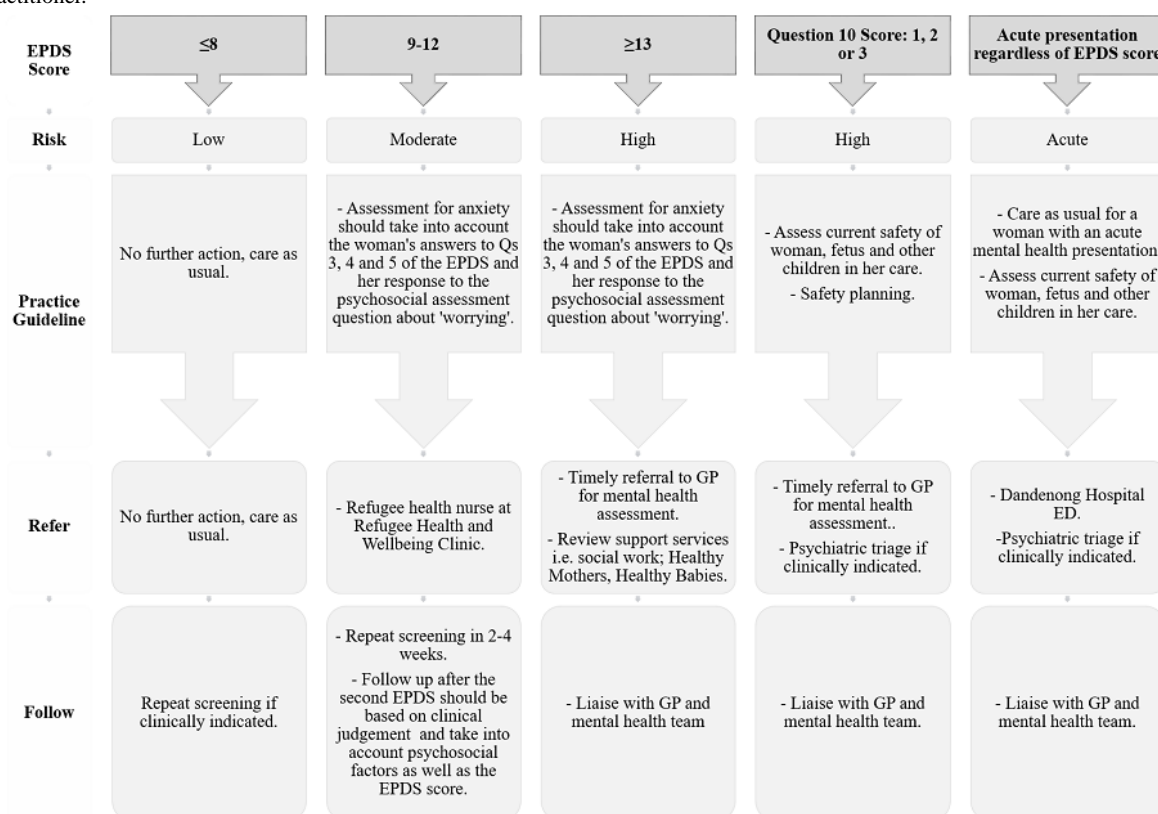 EPDS
Score
≤8
9-12
≥13
Question 10 Score: 1, 2
or 3
Acute presentation
regardless of EPDS score
Risk
Low
Moderate
High
High
Acute
Practice
Guideline
No further action, care as
usual.
- Assessment for anxiety
should take into account
the woman's answers to Qs
3, 4 and 5 of the EPDS and
her response to the
psychosocial assessment
question about 'worrying'.
- Assessment for anxiety
should take into account
the woman's answers to Qs
3, 4 and 5 of the EPDS and
her response to the
psychosocial assessment
question about 'worrying'.
- Assess current safety of
woman, fetus and other
children in her care.
- Safety planning.
- Care as usual for a
woman with an acute
mental health presentation
- Assess current safety of
woman, fetus and other
children in her care.
Refer
No further action, care as
usual.
- Refugee health nurse at
Refugee Health and
Wellbeing Clinic.
- Timely referral to GP
for mental health
assessment.
- Review support services
i.e. social work; Healthy
Mothers, Healthy Babies.
- Timely referral to GP
for mental health
assessment..
- Psychiatric triage if
clinically indicated.
- Dandenong Hospital
ED.
-Psychiatric triage if
clinically indicated.
Follow
Repeat screening if
clinically indicated.
- Repeat screening in 2-4
weeks.
- Follow up after the
second EPDS should be
based on clinical
judgement and take into
account psychosocial
factors as well as the
EPDS score.
- Liaise with GP and
mental health team
- Liaise with GP and
mental health team.
- Liaise with GP and
mental health team.